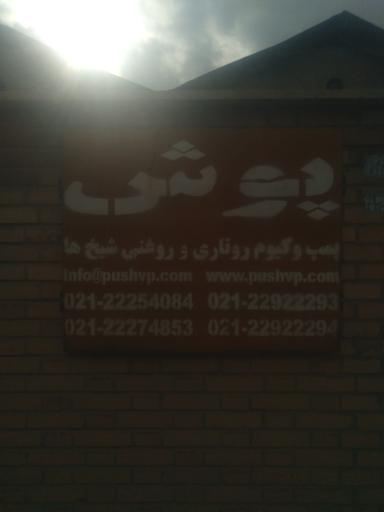 پوش
پمپ وکیوم روتاری و روغنی شیخ ها
info@pushvp.com www.pushvp.com
021-22254084 021-22922293
021-22274853 021-22922294